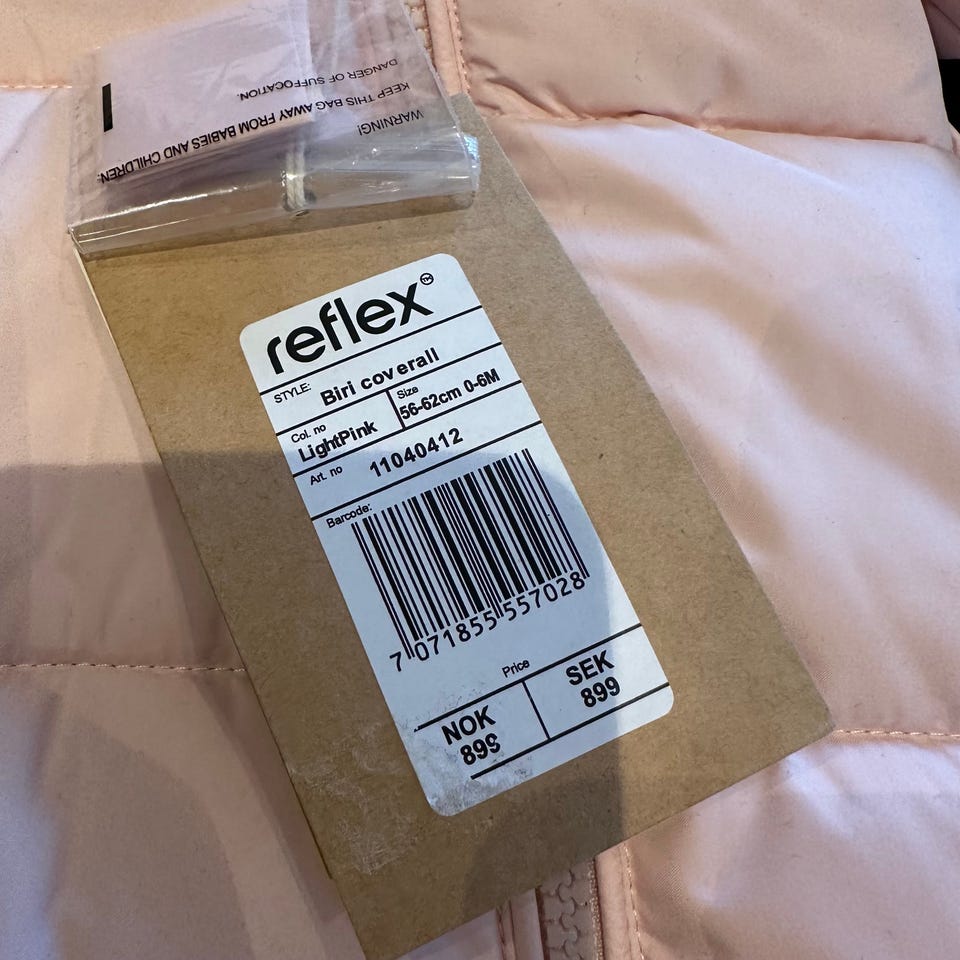 WARNING!
KEEP THIS BAG AWAY FROM BABIES AND CHILDREN.
DANGER OF SUFFOCATION.
reflex™
STYLE: Biri coverall
Col. no Size
LightPink 56-62cm 0-6M
Art. no 11040412
Barcode:
7 071855 557028
Price
NOK SEK
899 899